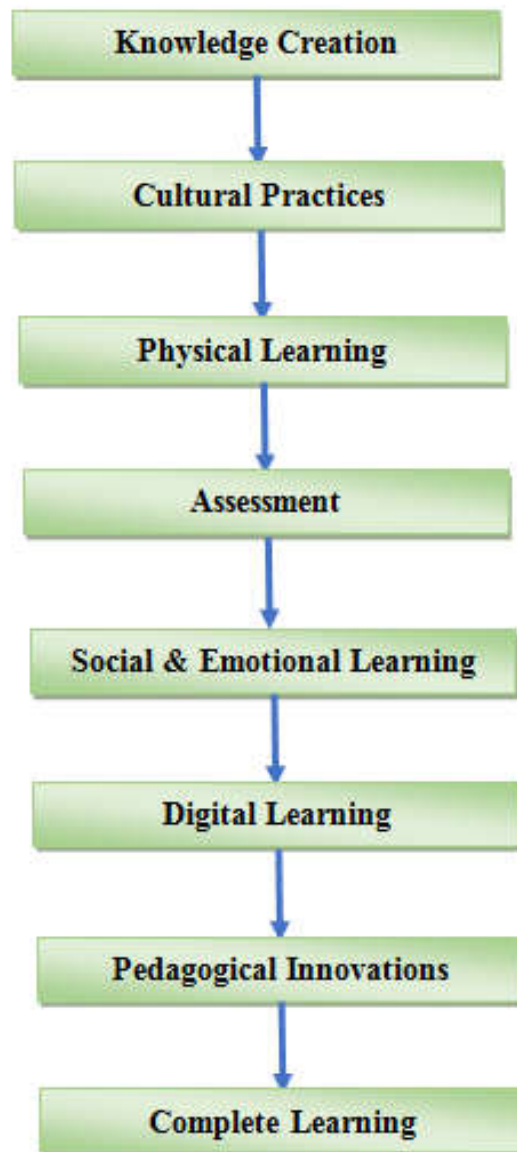 Knowledge Creation
Cultural Practices
Physical Learning
Assessment
Social & Emotional Learning
Digital Learning
Pedagogical Innovations
Complete Learning